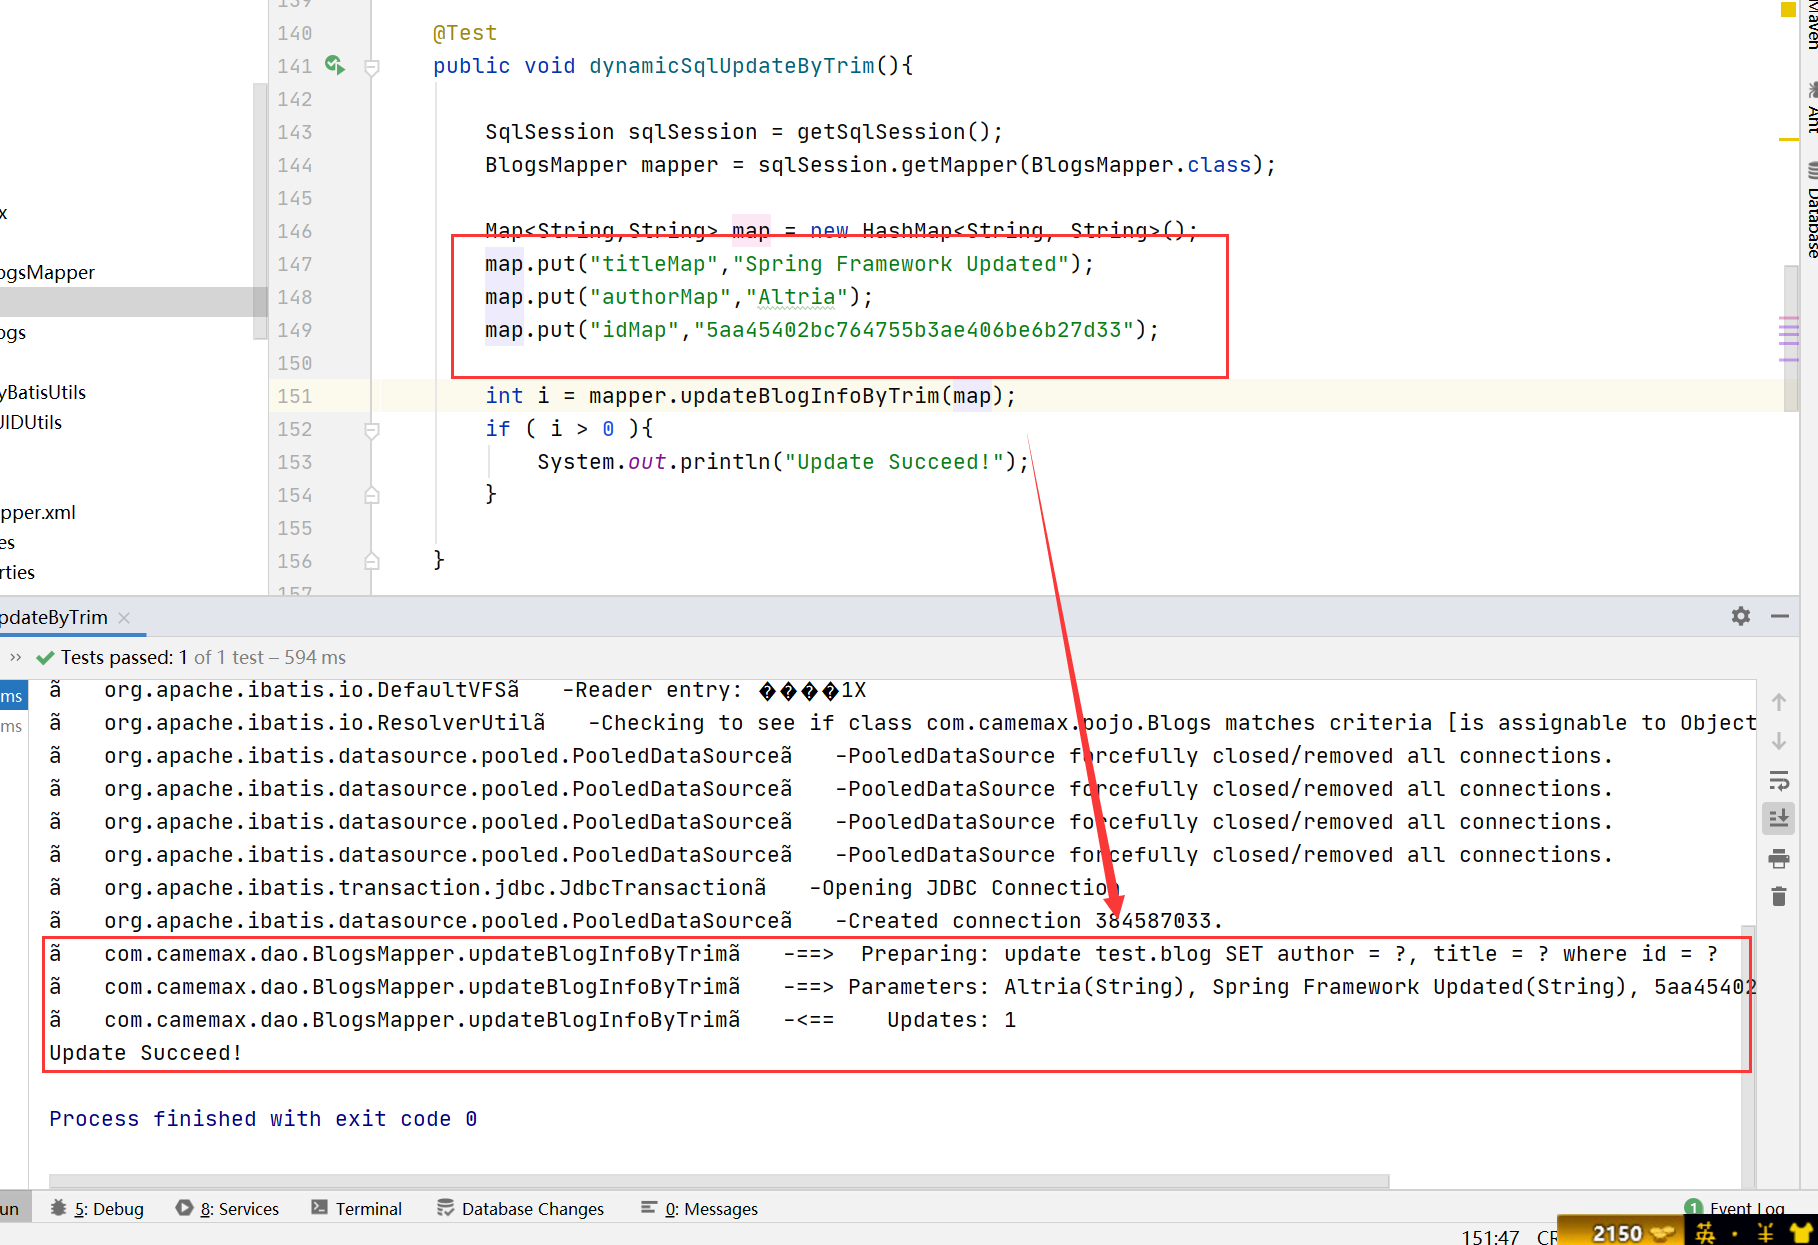 139
140 @Test
141 public void dynamicSqlUpdateByTrim(){
142
143 SqlSession sqlSession = getSqlSession();
144 BlogsMapper mapper = sqlSession.getMapper(BlogsMapper.class);
145
146 Map<String,String> map = new HashMap<String, String>();
147 map.put("titleMap","Spring Framework Updated");
148 map.put("authorMap","Altria");
149 map.put("idMap","5aa45402bc764755b3ae406be6b27d33");
150
151 int i = mapper.updateBlogInfoByTrim(map);
152 if ( i > 0 ){
153 System.out.println("Update Succeed!");
154 }
155
156 }
157
x
ogsMapper
ogs
yBatisUtils
UIDUtils
pper.xml
es
rties
Maven
Ant
Database
pdateByTrim
» Tests passed: 1 of 1 test – 594 ms
ms
ms
ã org.apache.ibatis.io.DefaultVFSã -Reader entry: ����1X
ã org.apache.ibatis.io.ResolverUtilã -Checking to see if class com.camemax.pojo.Blogs matches criteria [is assignable to Object
ã org.apache.ibatis.datasource.pooled.PooledDataSourceã -PooledDataSource forcefully closed/removed all connections.
ã org.apache.ibatis.datasource.pooled.PooledDataSourceã -PooledDataSource forcefully closed/removed all connections.
ã org.apache.ibatis.datasource.pooled.PooledDataSourceã -PooledDataSource forcefully closed/removed all connections.
ã org.apache.ibatis.datasource.pooled.PooledDataSourceã -PooledDataSource forcefully closed/removed all connections.
ã org.apache.ibatis.transaction.jdbc.JdbcTransactionã -Opening JDBC Connection
ã org.apache.ibatis.datasource.pooled.PooledDataSourceã -Created connection 384587033.
ã com.camemax.dao.BlogsMapper.updateBlogInfoByTrimã -==> Preparing: update test.blog SET author = ?, title = ? where id = ?
ã com.camemax.dao.BlogsMapper.updateBlogInfoByTrimã -==> Parameters: Altria(String), Spring Framework Updated(String), 5aa45402
ã com.camemax.dao.BlogsMapper.updateBlogInfoByTrimã -<== Updates: 1
Update Succeed!
Process finished with exit code 0
un 5: Debug 8: Services Terminal Database Changes 0: Messages 1 Event Log
151:47 CR 2150 英 · ¥